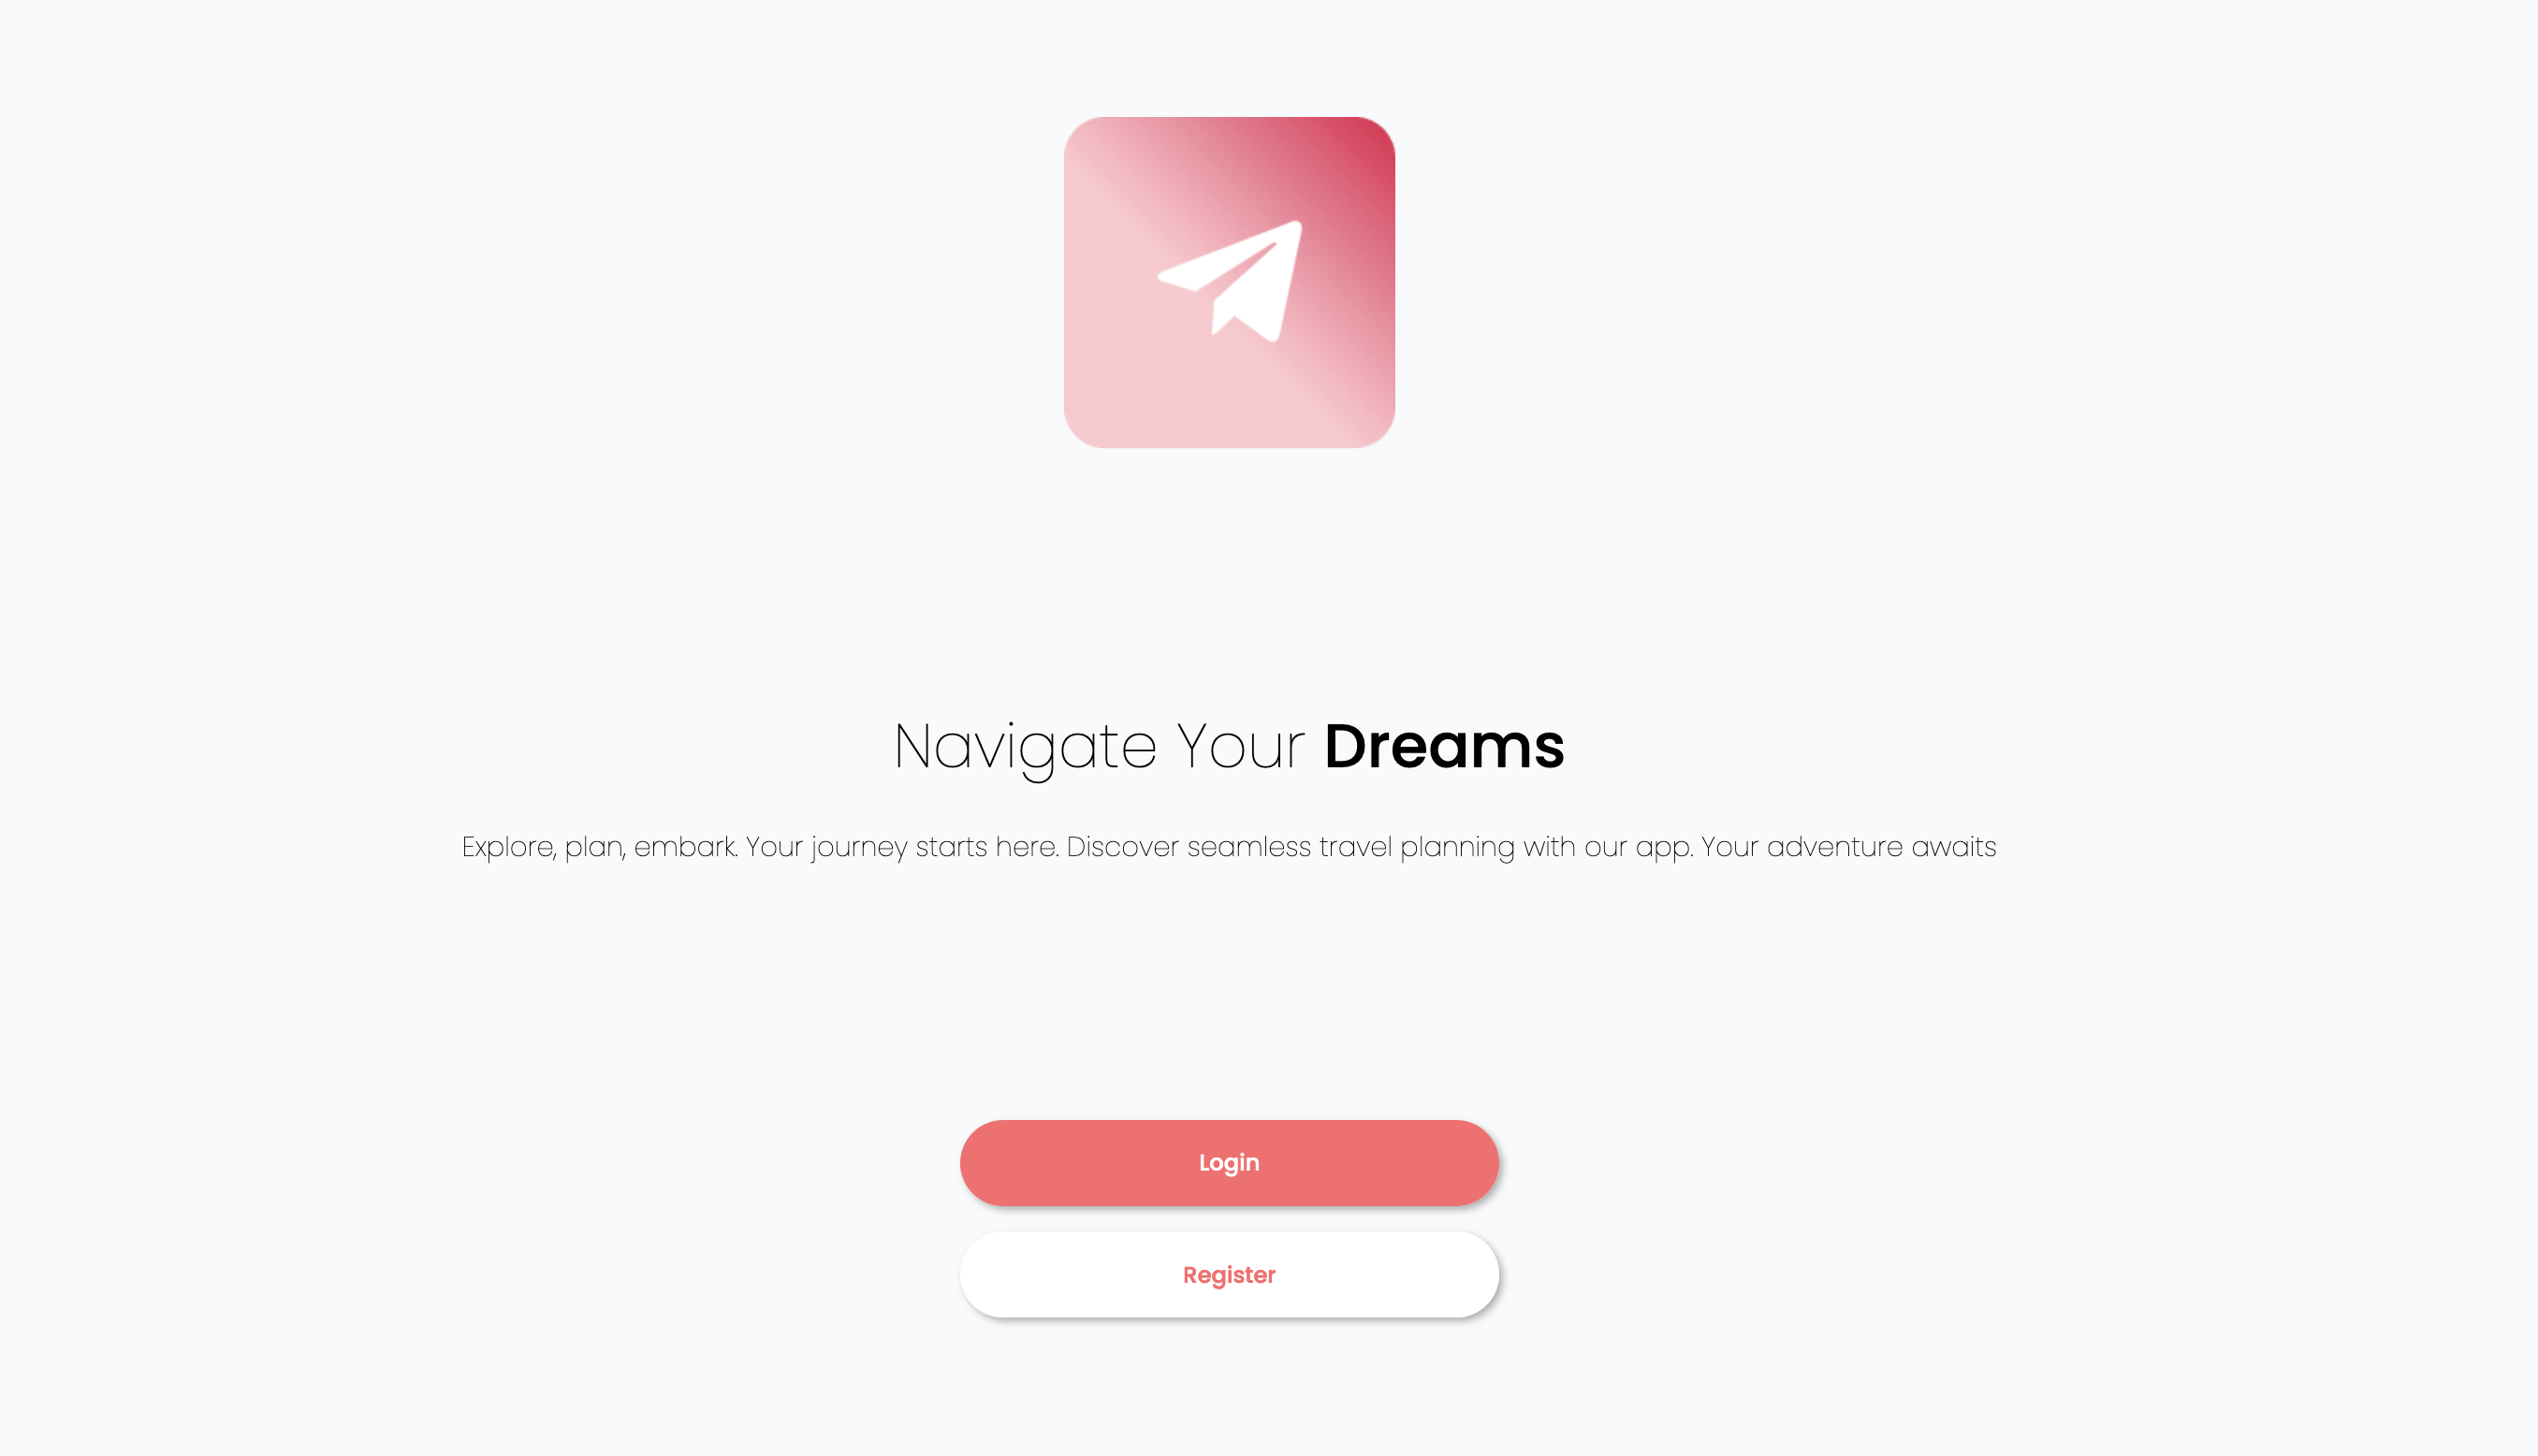 Navigate Your Dreams
Explore, plan, embark. Your journey starts here. Discover seamless travel planning with our app. Your adventure awaits
Login
Register